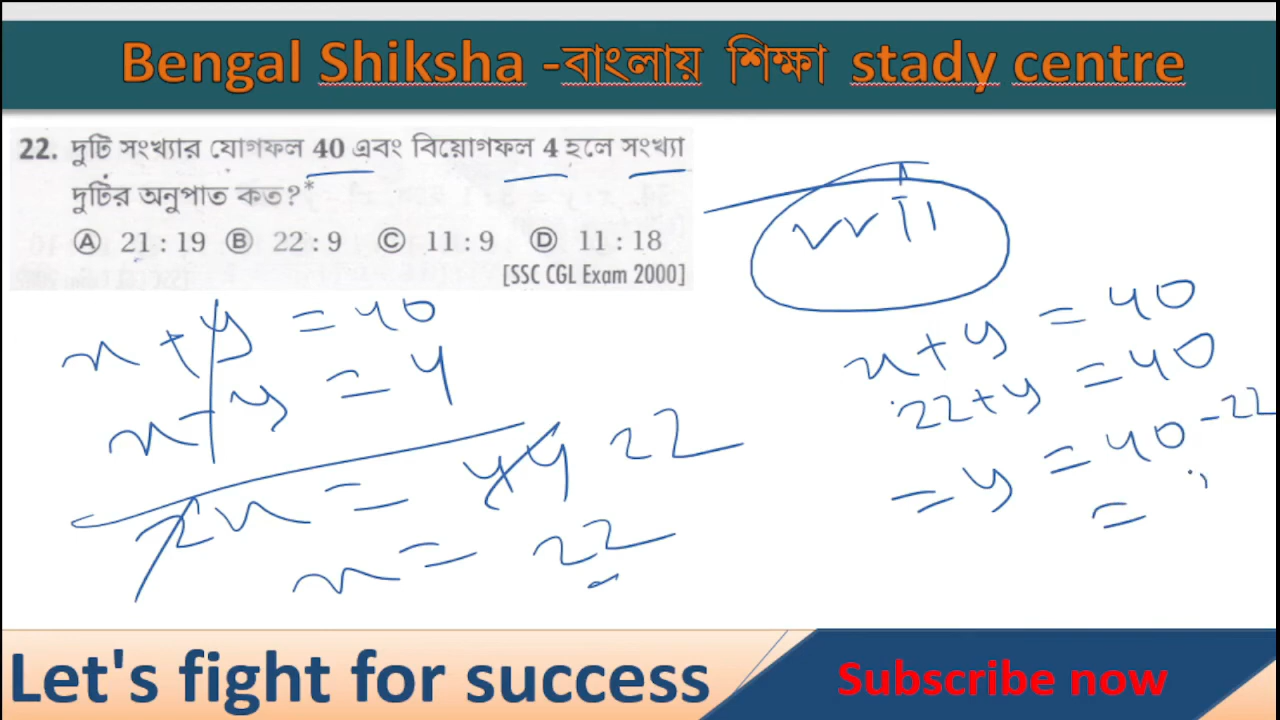 Bengal Shiksha -বাংলায় শিক্ষা stady centre
22. দুটি সংখ্যার যোগফল 40 এবং বিয়োগফল 4 হলে সংখ্যা
দুটির অনুপাত কত?*
Ⓐ 21 : 19 Ⓑ 22 : 9 Ⓒ 11 : 9 Ⓓ 11 : 18
[SSC CGL Exam 2000]
x + y = 40
x - y = 4
2x = 44 22
x = 22
x + y = 40
22 + y = 40
= y = 40 - 22
=
Let's fight for success
Subscribe now